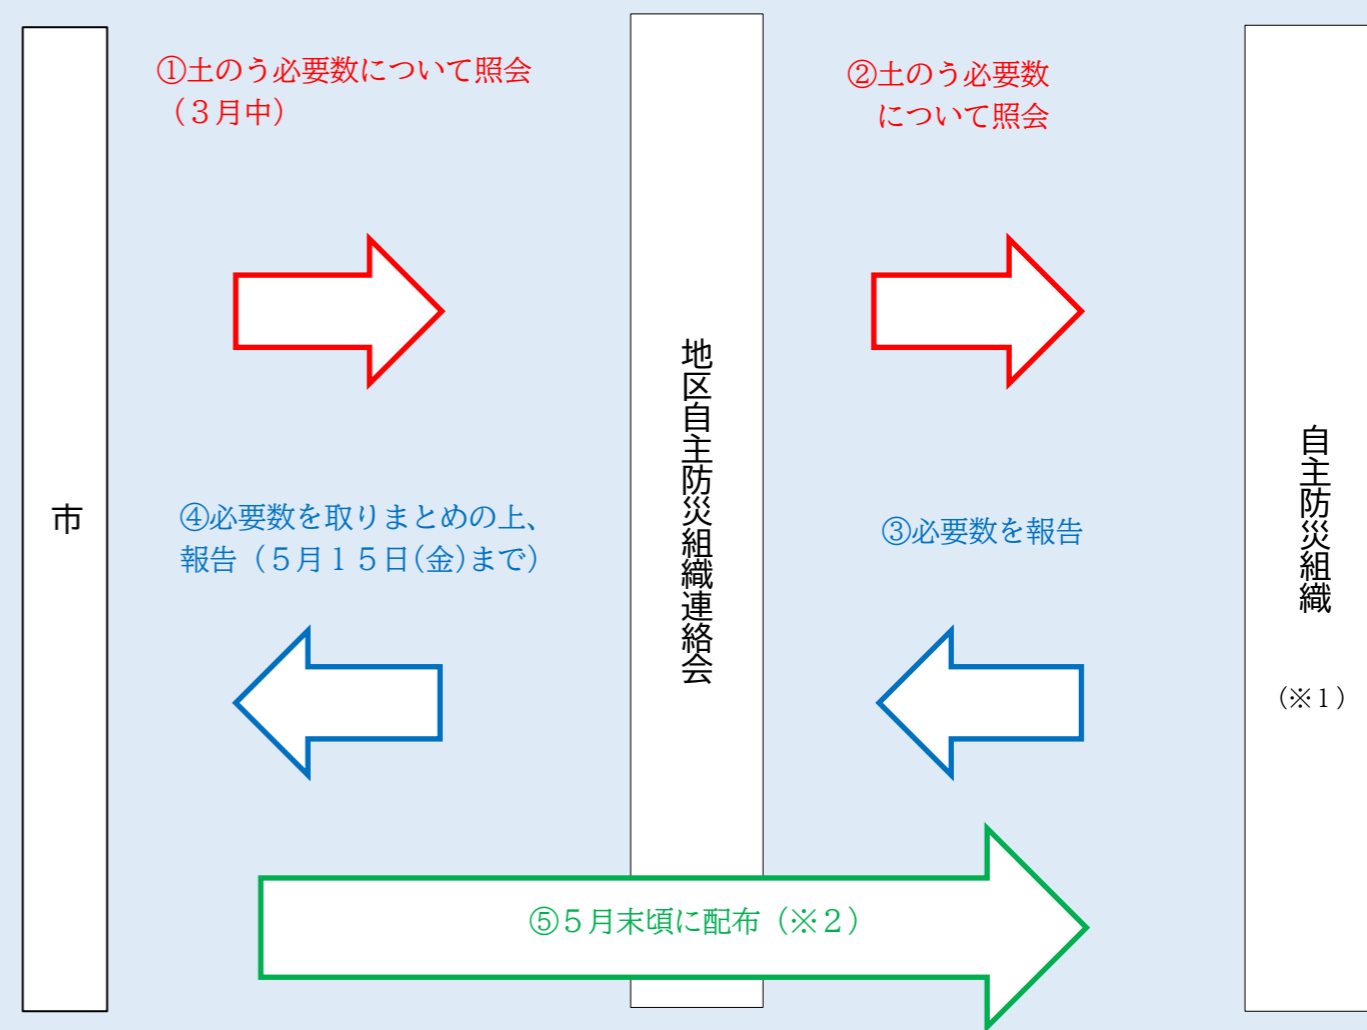 ①土のう必要数について照会
（３月中）
②土のう必要数
について照会
市
④必要数を取りまとめの上、
報告（５月１５日(金)まで）
地区自主防災組織連絡会
③必要数を報告
自主防災組織
（※１）
⑤５月末頃に配布（※２）